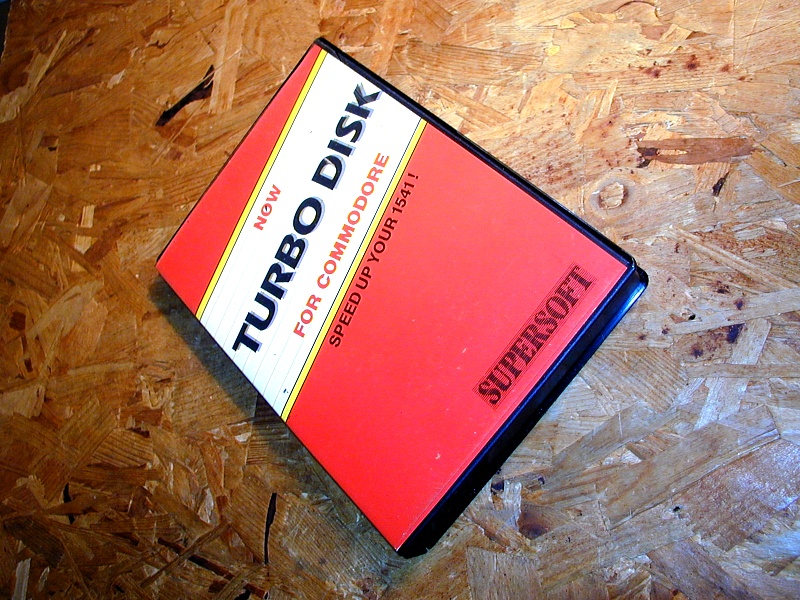 NOW
TURBO DISK
FOR COMMODORE
SPEED UP YOUR 1541!
SUPERSOFT